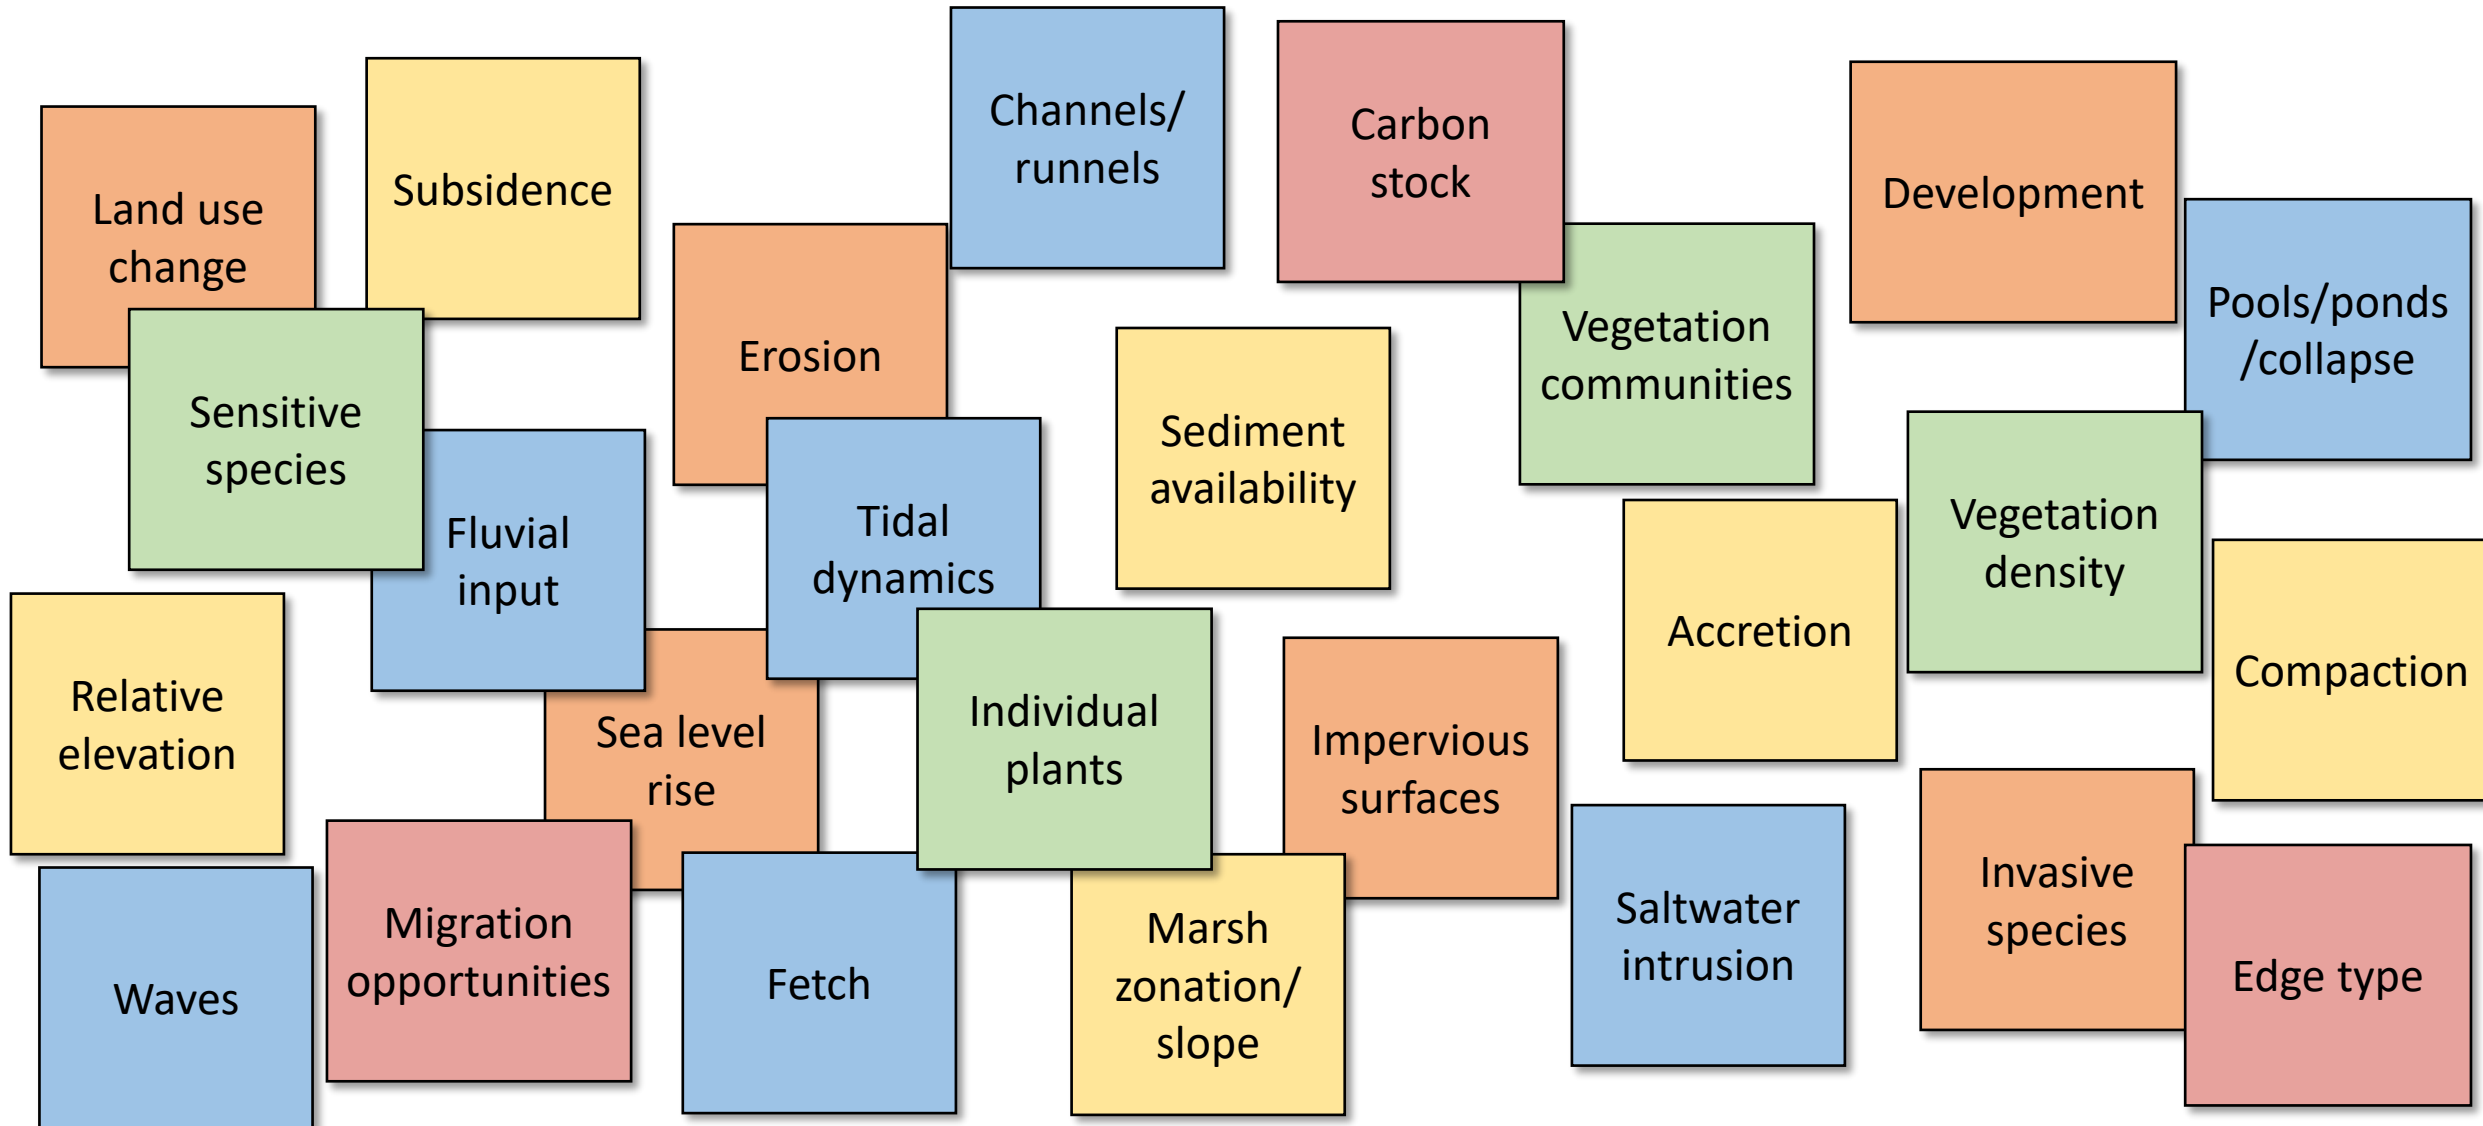 Channels/
runnels
Carbon
stock
Development
Subsidence
Land use
change
Pools/ponds
/collapse
Erosion
Vegetation
communities
Sensitive
species
Sediment
availability
Fluvial
input
Tidal
dynamics
Vegetation
density
Accretion
Compaction
Relative
elevation
Sea level
rise
Individual
plants
Impervious
surfaces
Invasive
species
Saltwater
intrusion
Migration
opportunities
Marsh
zonation/
slope
Waves
Fetch
Edge type